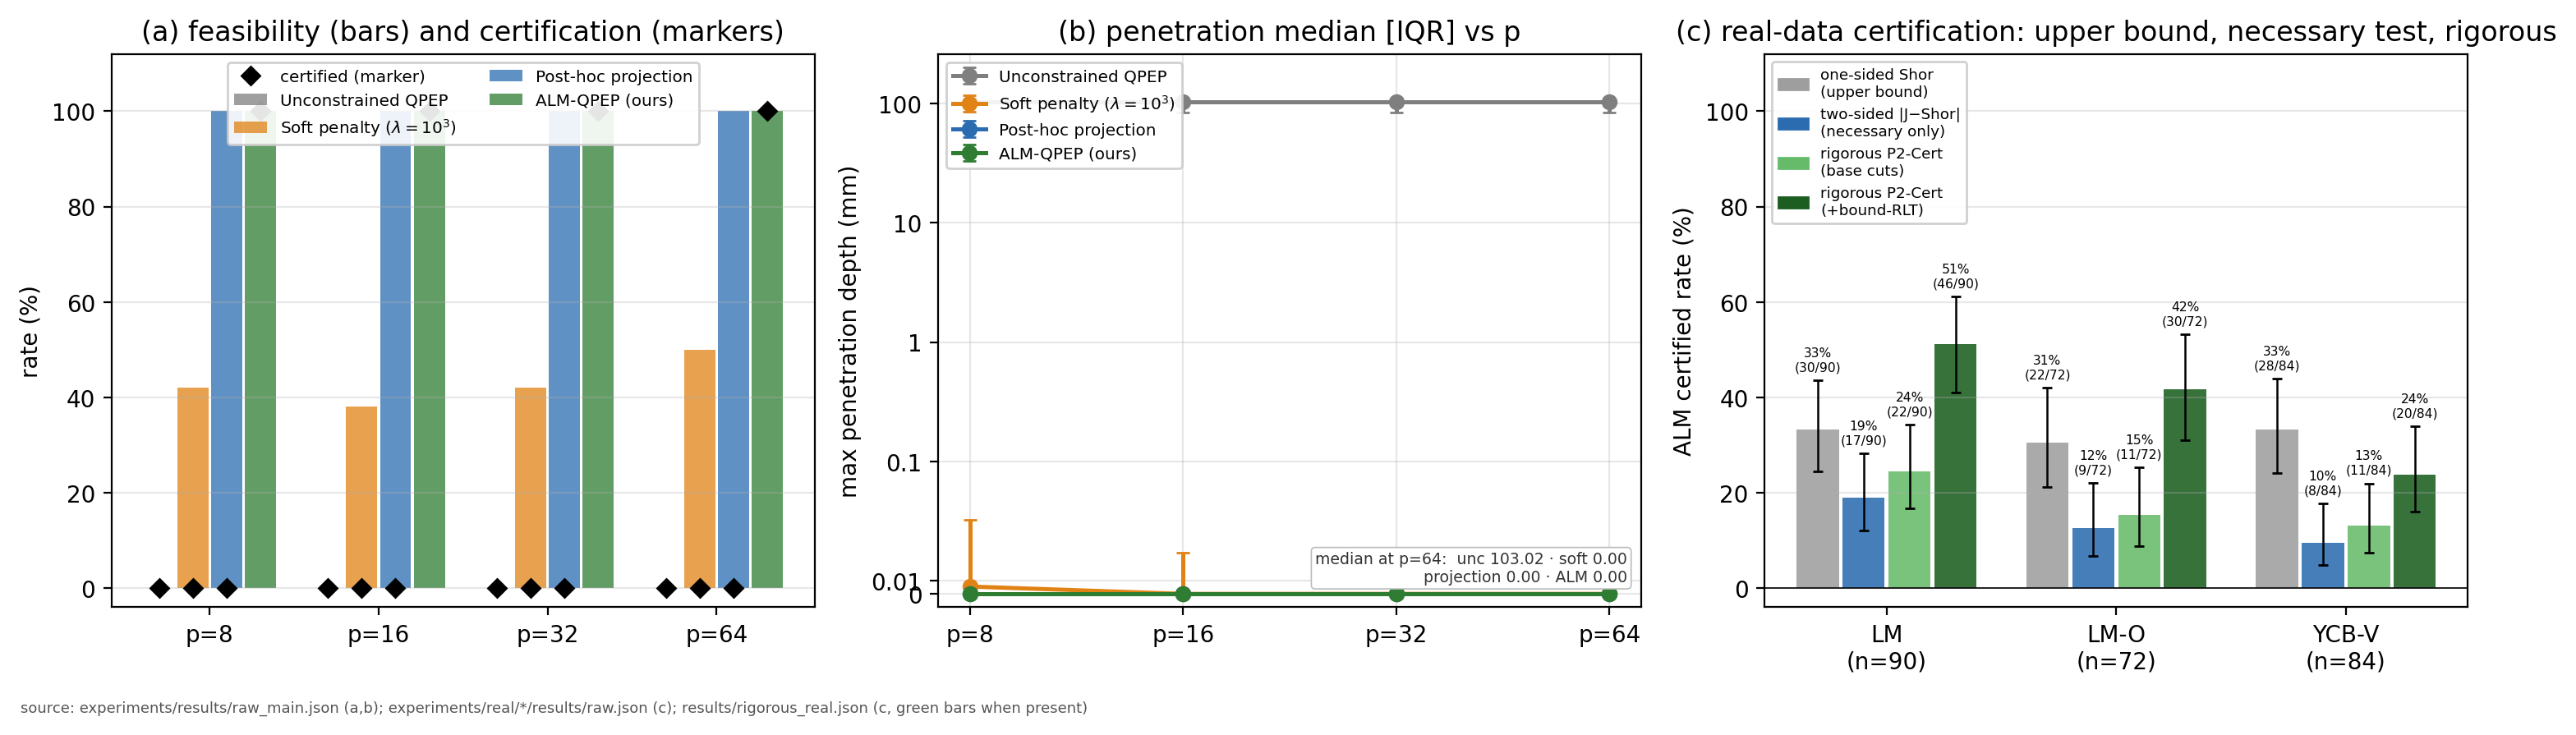 (a) feasibility (bars) and certification (markers)
certified (marker)
Unconstrained QPEP
Soft penalty (λ = 10³)
Post-hoc projection
ALM-QPEP (ours)
rate (%)
100
80
60
40
20
0
p=8
p=16
p=32
p=64
(b) penetration median [IQR] vs p
Unconstrained QPEP
Soft penalty (λ = 10³)
Post-hoc projection
ALM-QPEP (ours)
max penetration depth (mm)
100
10
1
0.1
0.01
0
median at p=64: unc 103.02 · soft 0.00
projection 0.00 · ALM 0.00
p=8
p=16
p=32
p=64
(c) real-data certification: upper bound, necessary test, rigorous
one-sided Shor
(upper bound)
two-sided |J−Shor|
(necessary only)
rigorous P2-Cert
(base cuts)
rigorous P2-Cert
(+bound-RLT)
ALM certified rate (%)
100
80
60
40
20
0
33%
(30/90)
19%
(17/90)
24%
(22/90)
51%
(46/90)
31%
(22/72)
12%
(9/72)
15%
(11/72)
42%
(30/72)
33%
(28/84)
10%
(8/84)
13%
(11/84)
24%
(20/84)
LM
(n=90)
LM-O
(n=72)
YCB-V
(n=84)
source: experiments/results/raw_main.json (a,b); experiments/real/*/results/raw.json (c); results/rigorous_real.json (c, green bars when present)